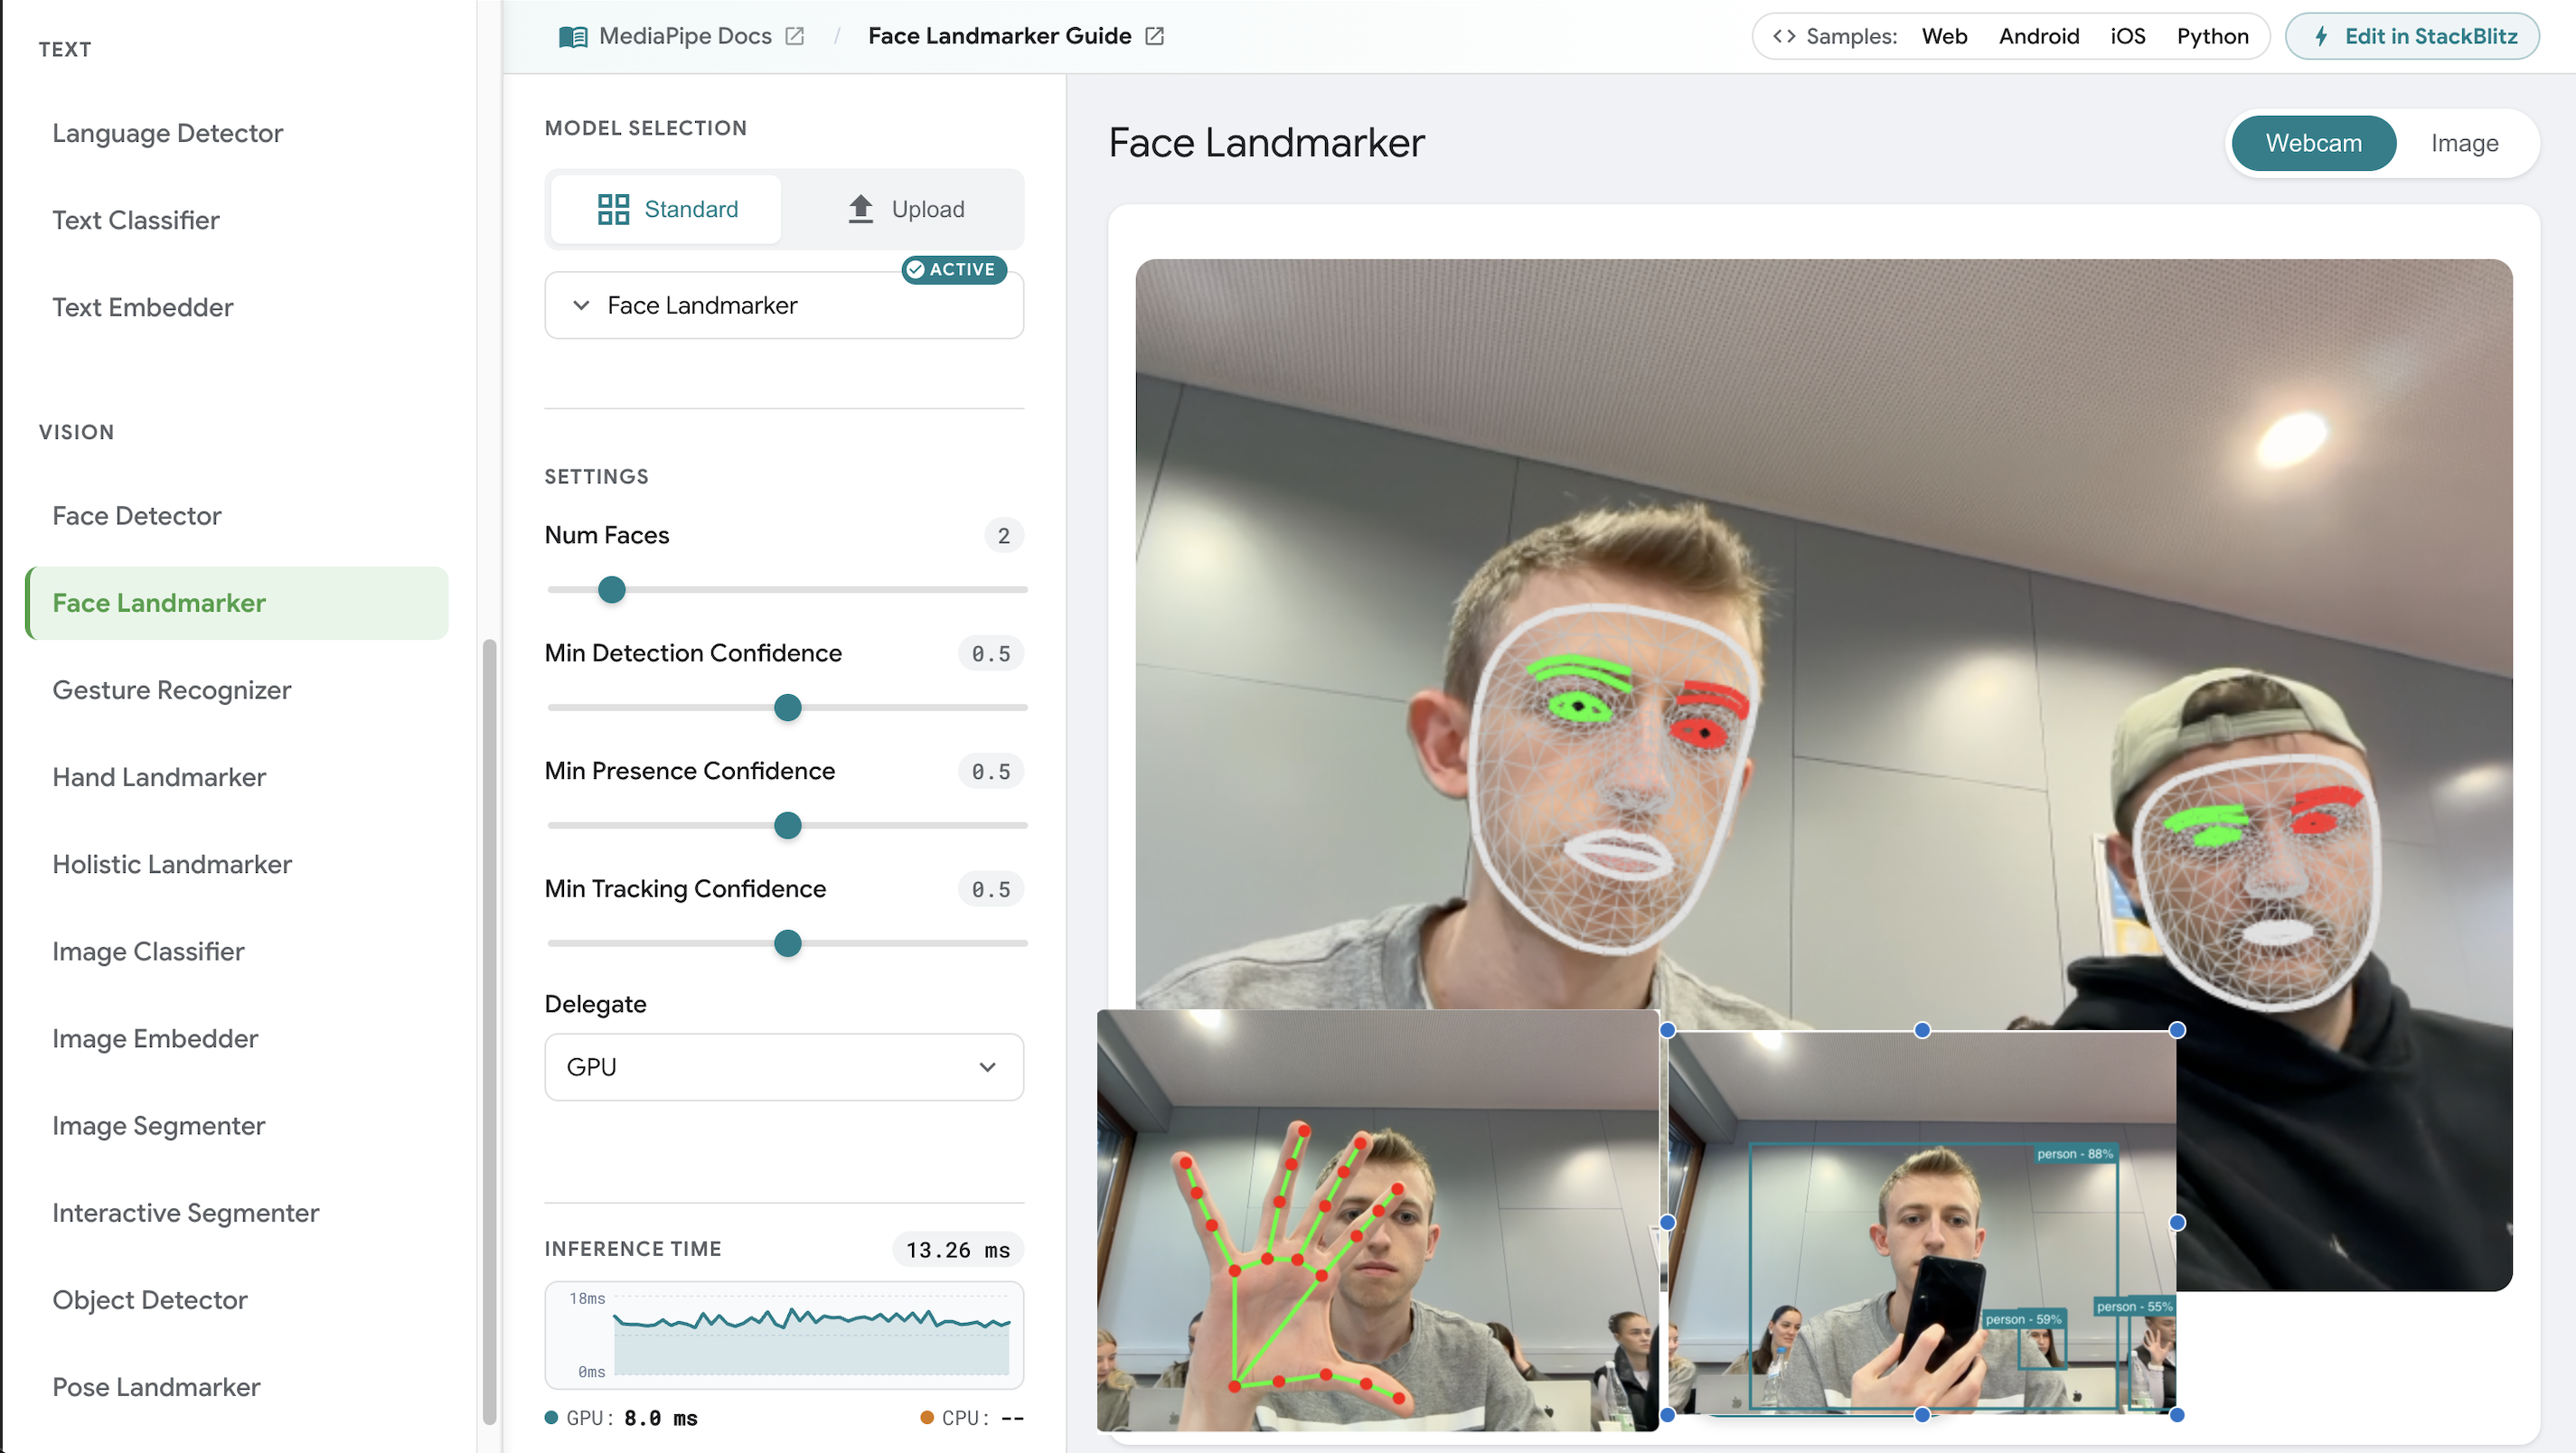 TEXT
Language Detector
Text Classifier
Text Embedder
VISION
Face Detector
Face Landmarker
Gesture Recognizer
Hand Landmarker
Holistic Landmarker
Image Classifier
Image Embedder
Image Segmenter
Interactive Segmenter
Object Detector
Pose Landmarker
MediaPipe Docs / Face Landmarker Guide
<> Samples: Web Android iOS Python
Edit in StackBlitz
MODEL SELECTION
Standard Upload
ACTIVE
Face Landmarker
SETTINGS
Num Faces 2
Min Detection Confidence 0.5
Min Presence Confidence 0.5
Min Tracking Confidence 0.5
Delegate
GPU
INFERENCE TIME 13.26 ms
18ms
0ms
GPU: 8.0 ms CPU: --
Face Landmarker
Webcam Image
person - 88%
person - 59%
person - 55%